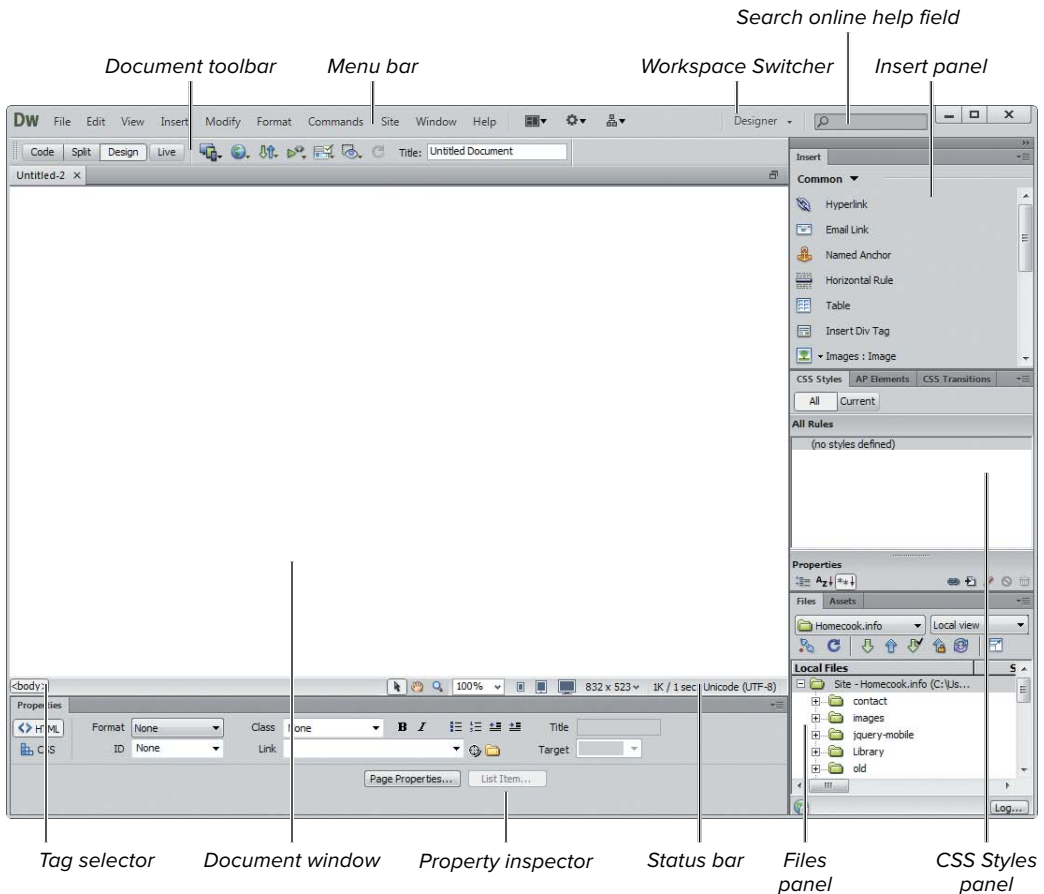 Search online help field
Document toolbar Menu bar Workspace Switcher Insert panel
DW File Edit View Insert Modify Format Commands Site Window Help Designer
Code Split Design Live Title: Untitled Document
Untitled-2
Insert
Common
Hyperlink
Email Link
Named Anchor
Horizontal Rule
Table
Insert Div Tag
Images : Image
CSS Styles AP Elements CSS Transitions
All Current
All Rules
(no styles defined)
Properties
Files Assets
Homecook.info Local view
Local Files S
Site - Homecook.info (C:\Us...
contact
images
jquery-mobile
Library
old
Log...
<body> 100% 832 x 523 1K / 1 sec Unicode (UTF-8)
Properties
HTML Format None Class None B I Title
CSS ID None Link Target
Page Properties... List Item...
Tag selector Document window Property inspector Status bar Files panel CSS Styles panel